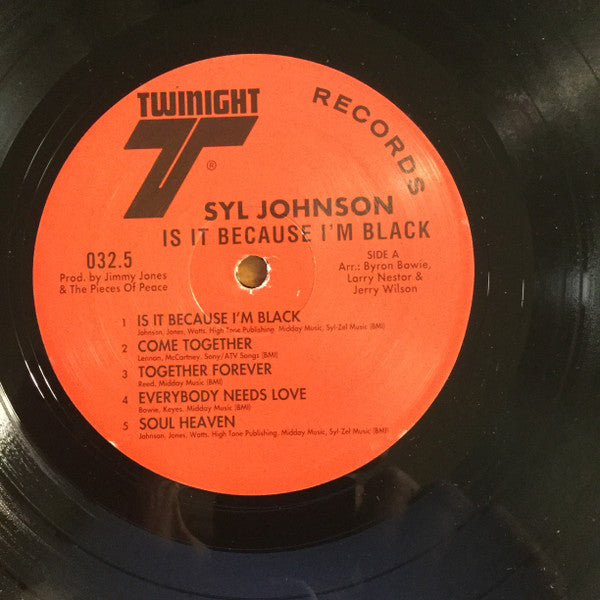 TWINIGHT
T
®
RECORDS
SYL JOHNSON
IS IT BECAUSE I'M BLACK
032.5
Prod. by Jimmy Jones
& The Pieces Of Peace
SIDE A
Arr.: Byron Bowie,
Larry Nestor &
Jerry Wilson
1 IS IT BECAUSE I'M BLACK
Johnson, Jones, Watts. High Tone Publishing, Midday Music, Syl-Zel Music (BMI)
2 COME TOGETHER
Lennon, McCartney. Sony/ATV Songs (BMI)
3 TOGETHER FOREVER
Reed. Midday Music (BMI)
4 EVERYBODY NEEDS LOVE
Bowie, Keyes. Midday Music (BMI)
5 SOUL HEAVEN
Johnson, Jones, Watts. High Tone Publishing, Midday Music, Syl-Zel Music (BMI)